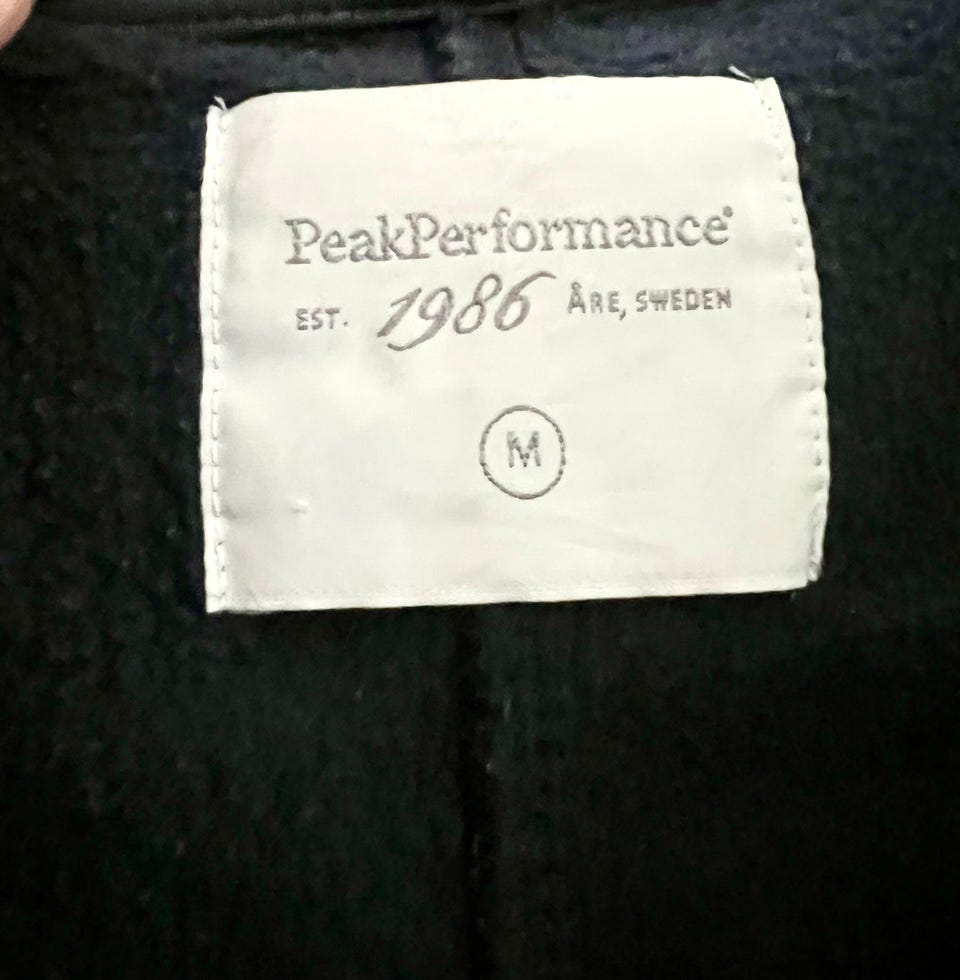 PeakPerformance®
EST. 1986 ÅRE, SWEDEN
M